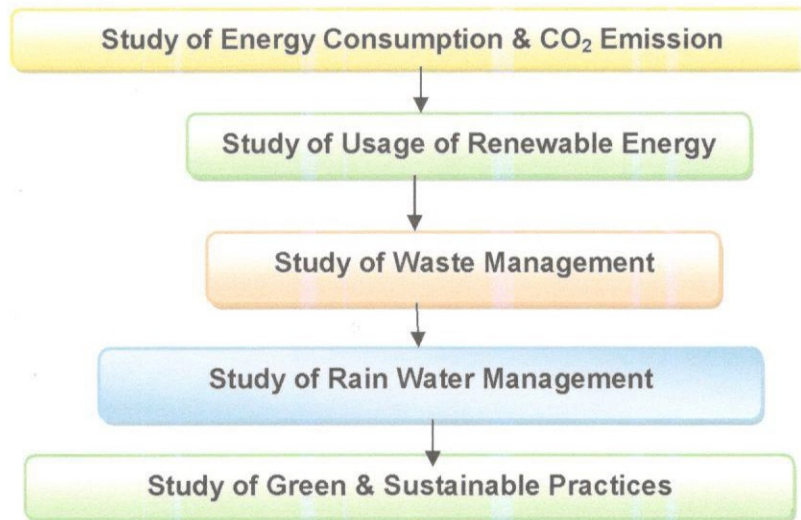 Study of Energy Consumption & CO₂ Emission
Study of Usage of Renewable Energy
Study of Waste Management
Study of Rain Water Management
Study of Green & Sustainable Practices